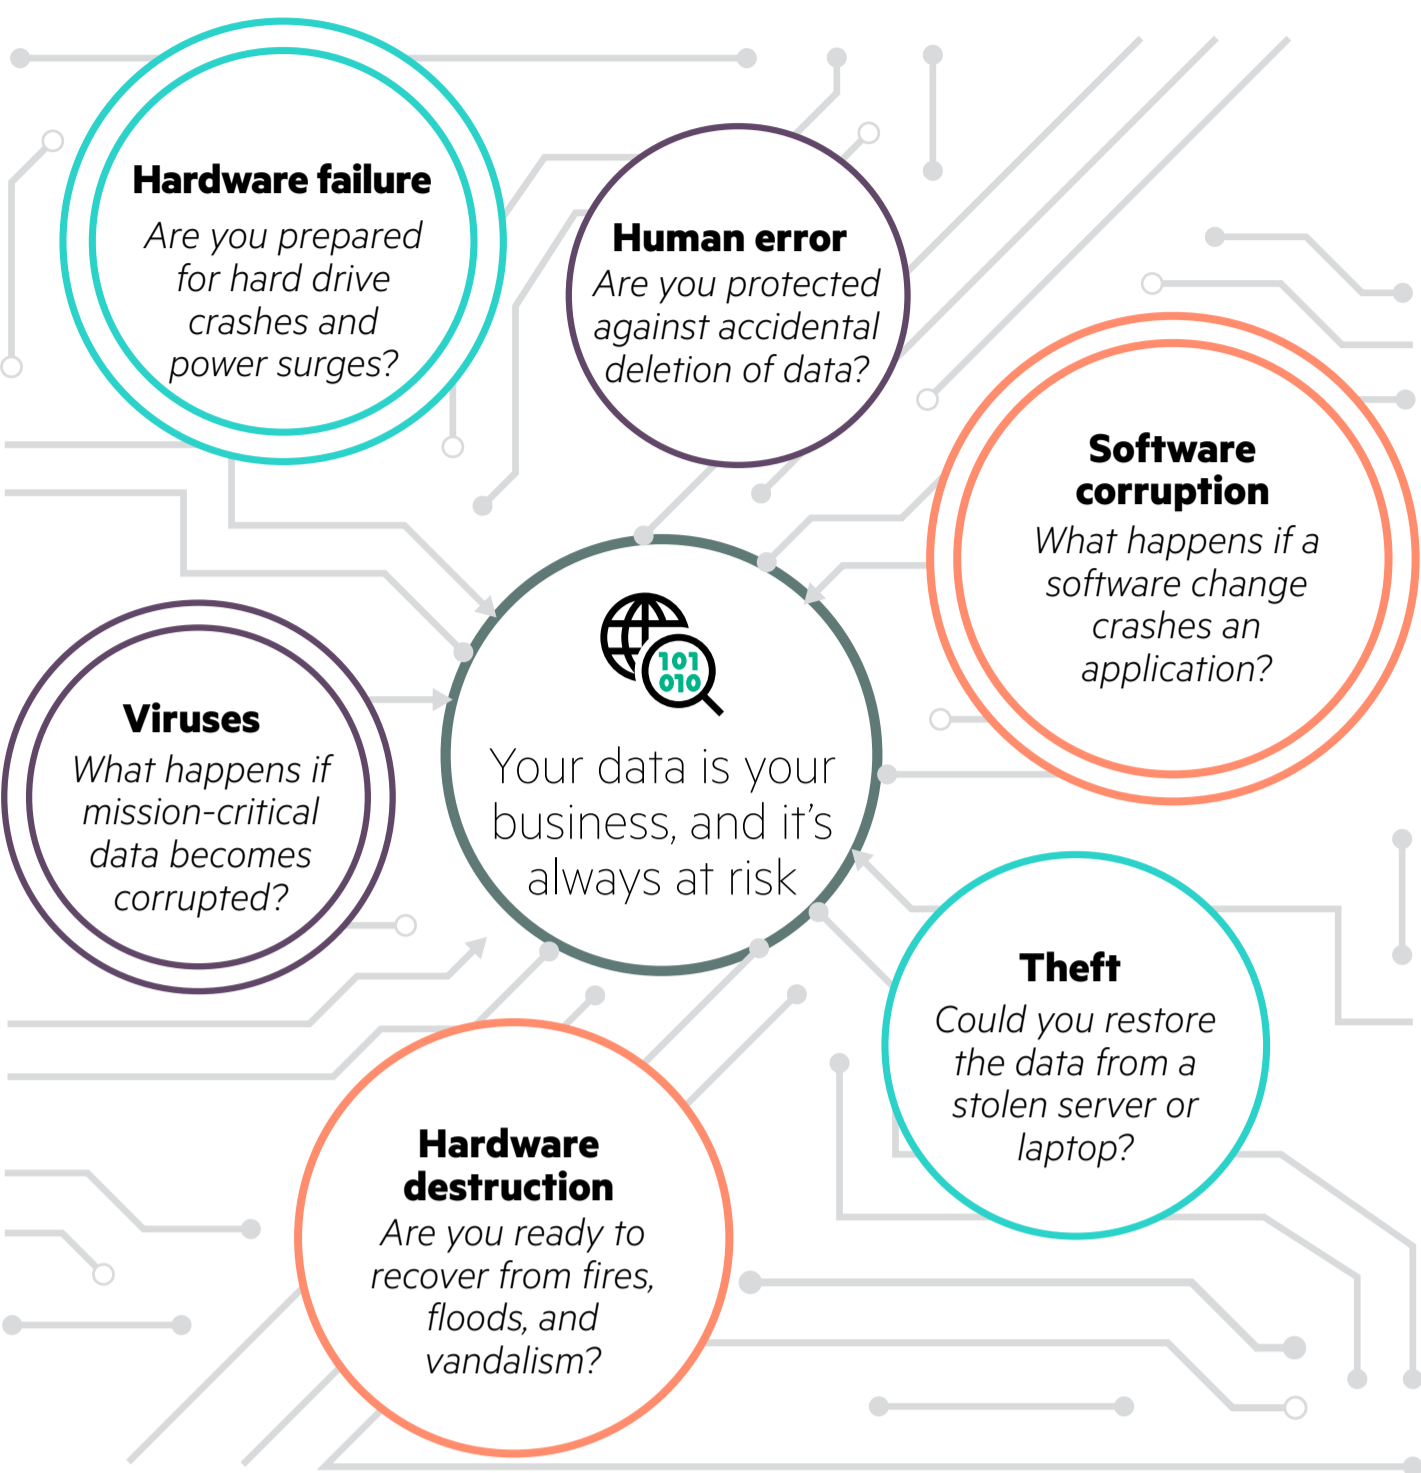 Hardware failure
Are you prepared
for hard drive
crashes and
power surges?
Human error
Are you protected
against accidental
deletion of data?
Software
corruption
What happens if a
software change
crashes an
application?
101
010
Your data is your
business, and it’s
always at risk
Viruses
What happens if
mission-critical
data becomes
corrupted?
Theft
Could you restore
the data from a
stolen server or
laptop?
Hardware
destruction
Are you ready to
recover from fires,
floods, and
vandalism?